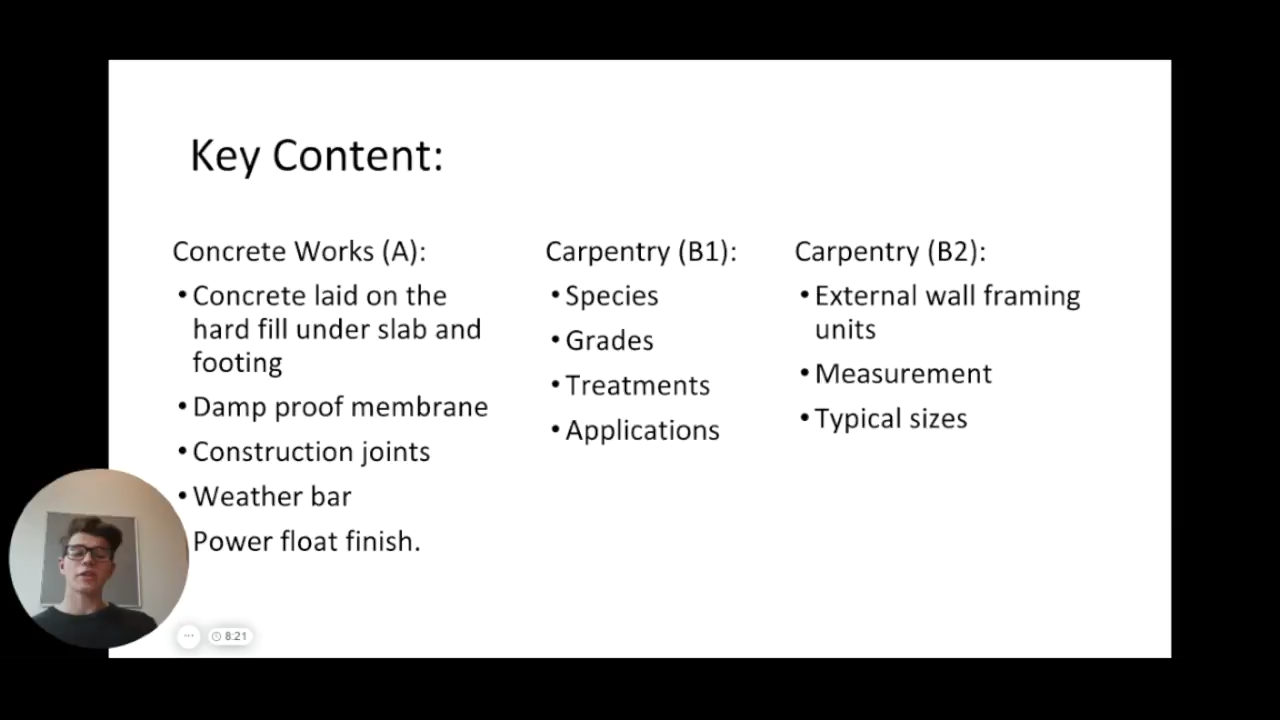 Key Content:
Concrete Works (A):
•Concrete laid on the
hard fill under slab and
footing
•Damp proof membrane
•Construction joints
•Weather bar
Power float finish.
Carpentry (B1):
•Species
•Grades
•Treatments
•Applications
Carpentry (B2):
•External wall framing
units
•Measurement
•Typical sizes
8:21